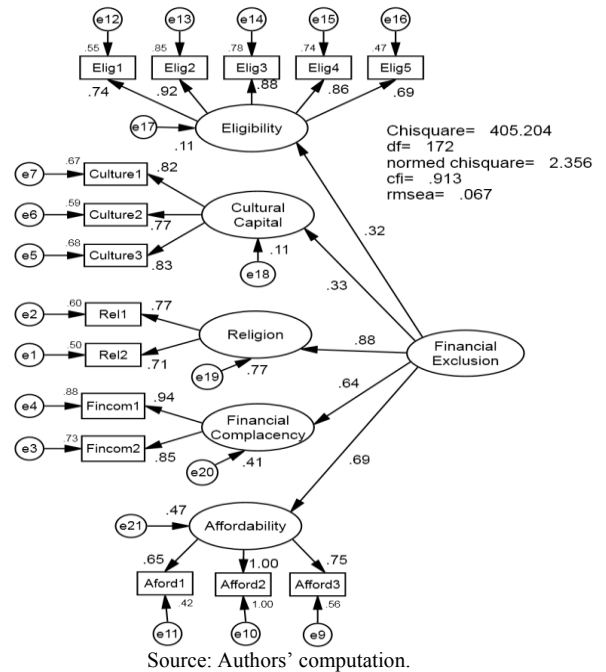 e12 e13 e14 e15 e16
.55 .85 .78 .74 .47
Elig1 Elig2 Elig3 Elig4 Elig5
.74 .92 .88 .86 .69
e17 Eligibility
.11
Chisquare= 405.204
df= 172
normed chisquare= 2.356
cfi= .913
rmsea= .067
e7 .67 Culture1 .82
e6 .59 Culture2 .77
e5 .68 Culture3 .83
Cultural
Capital
.11
e18
.32
.33
e2 .60 Rel1 .77
e1 .50 Rel2 .71
Religion
e19 .77
.88
Financial
Exclusion
e4 .88 Fincom1 .94
e3 .73 Fincom2 .85
Financial
Complacency
e20 .41
.64
.69
e21 .47 Affordability
.65 1.00 .75
Aford1 Afford2 Afford3
.42 1.00 .56
e11 e10 e9
Source: Authors’ computation.